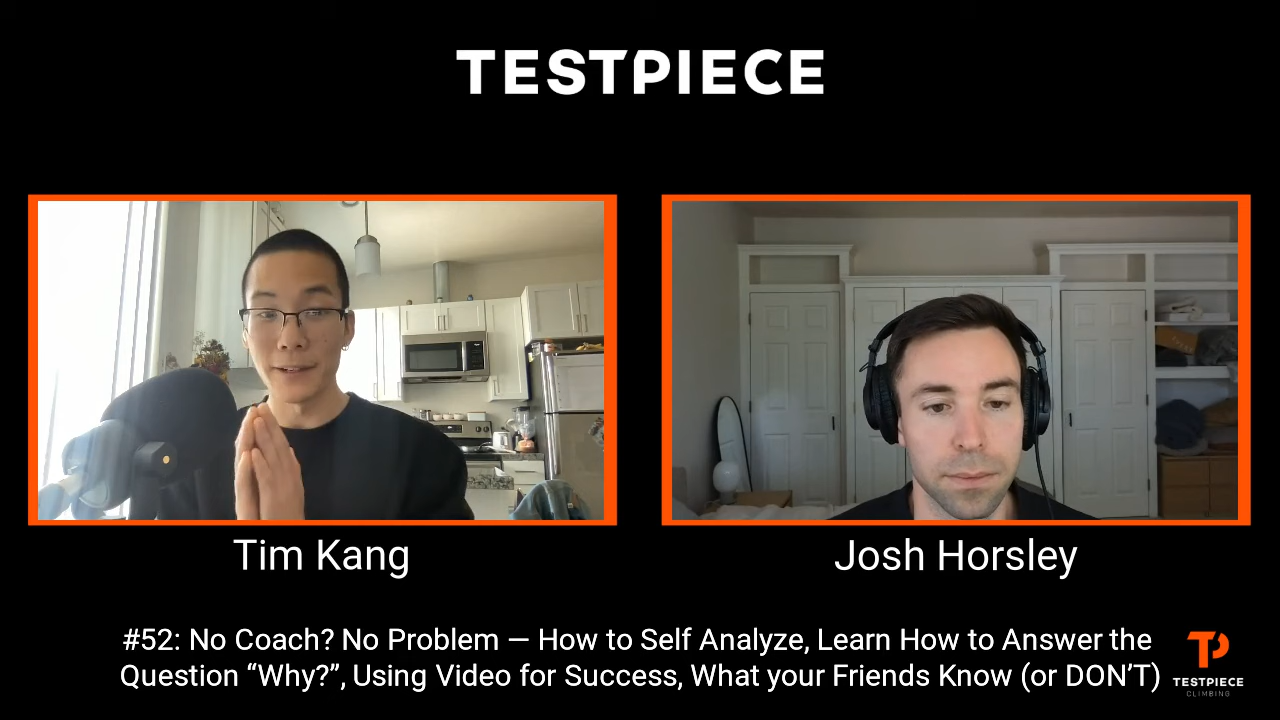 TESTPIECE
Tim Kang
Josh Horsley
#52: No Coach? No Problem — How to Self Analyze, Learn How to Answer the
Question “Why?”, Using Video for Success, What your Friends Know (or DON’T)
TESTPIECE
CLIMBING